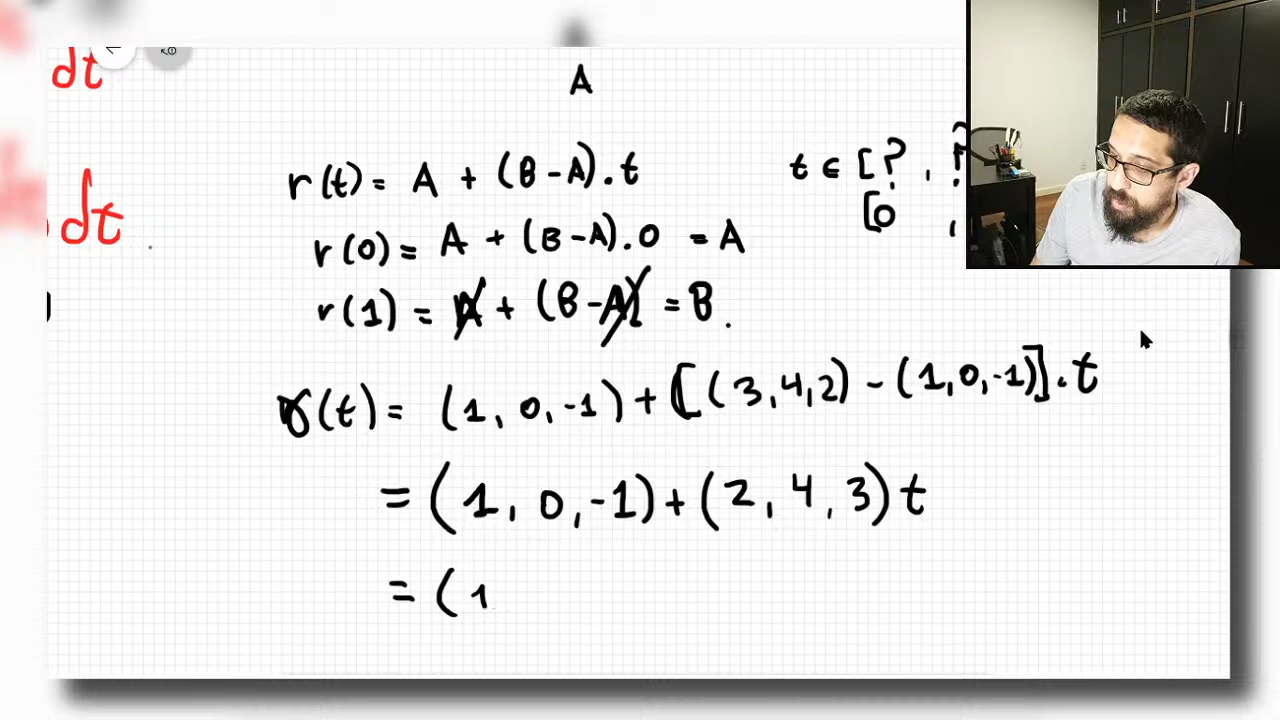 dt
A
r(t) = A + (B-A).t    t ∈ [?, ?
dt
r(0) = A + (B-A).0 = A    [0 ,
r(1) = A + (B-A) = B.
γ(t) = (1, 0, -1) + [(3,4,2) - (1,0,-1)].t
= (1, 0, -1) + (2, 4, 3)t
= (1